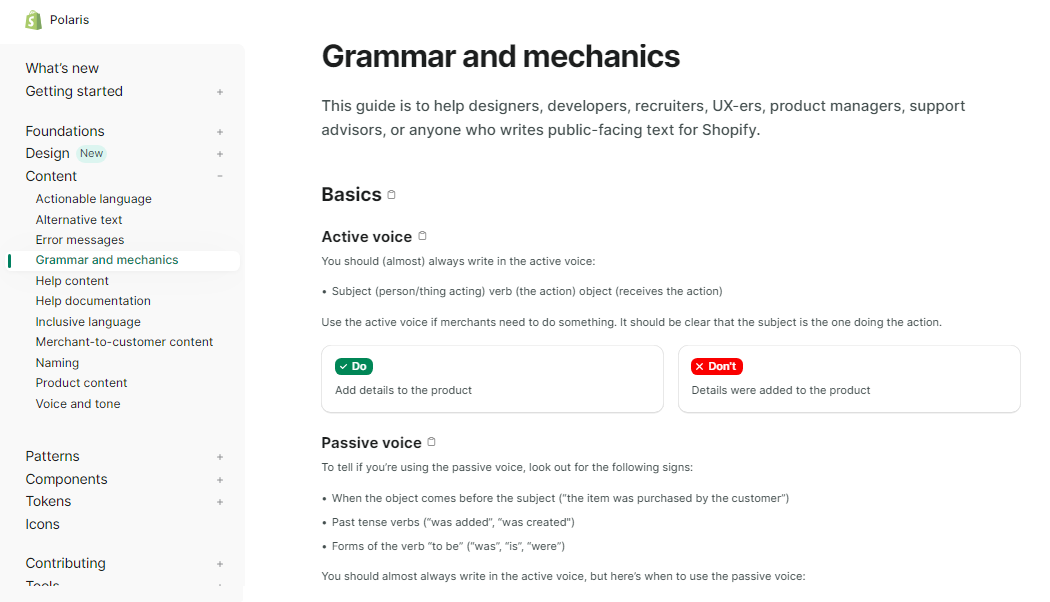 Polaris
What's new
Getting started
Foundations
Design New
Content
Actionable language
Alternative text
Error messages
Grammar and mechanics
Help content
Help documentation
Inclusive language
Merchant-to-customer content
Naming
Product content
Voice and tone
Patterns
Components
Tokens
Icons
Contributing
Tools
Grammar and mechanics
This guide is to help designers, developers, recruiters, UX-ers, product managers, support
advisors, or anyone who writes public-facing text for Shopify.
Basics
Active voice
You should (almost) always write in the active voice:
• Subject (person/thing acting) verb (the action) object (receives the action)
Use the active voice if merchants need to do something. It should be clear that the subject is the one doing the action.
Do
Add details to the product
Don't
Details were added to the product
Passive voice
To tell if you're using the passive voice, look out for the following signs:
• When the object comes before the subject (“the item was purchased by the customer”)
• Past tense verbs (“was added”, “was created”)
• Forms of the verb “to be” (“was”, “is”, “were”)
You should almost always write in the active voice, but here's when to use the passive voice: